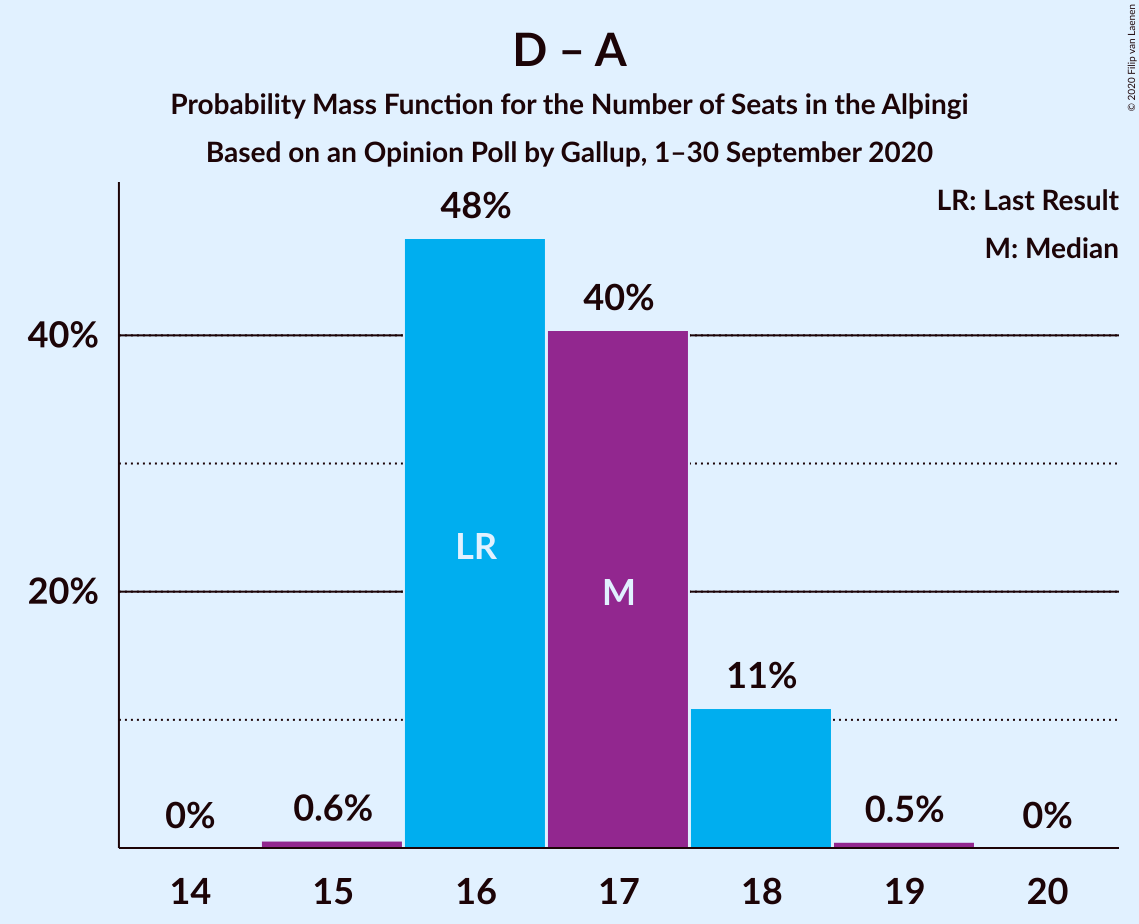 D – A
Probability Mass Function for the Number of Seats in the Alþingi
Based on an Opinion Poll by Gallup, 1–30 September 2020
© 2020 Filip van Laenen
LR: Last Result
M: Median
48%
40%
40%
LR
20%
M
11%
0%
0.6%
0.5%
0%
14 15 16 17 18 19 20